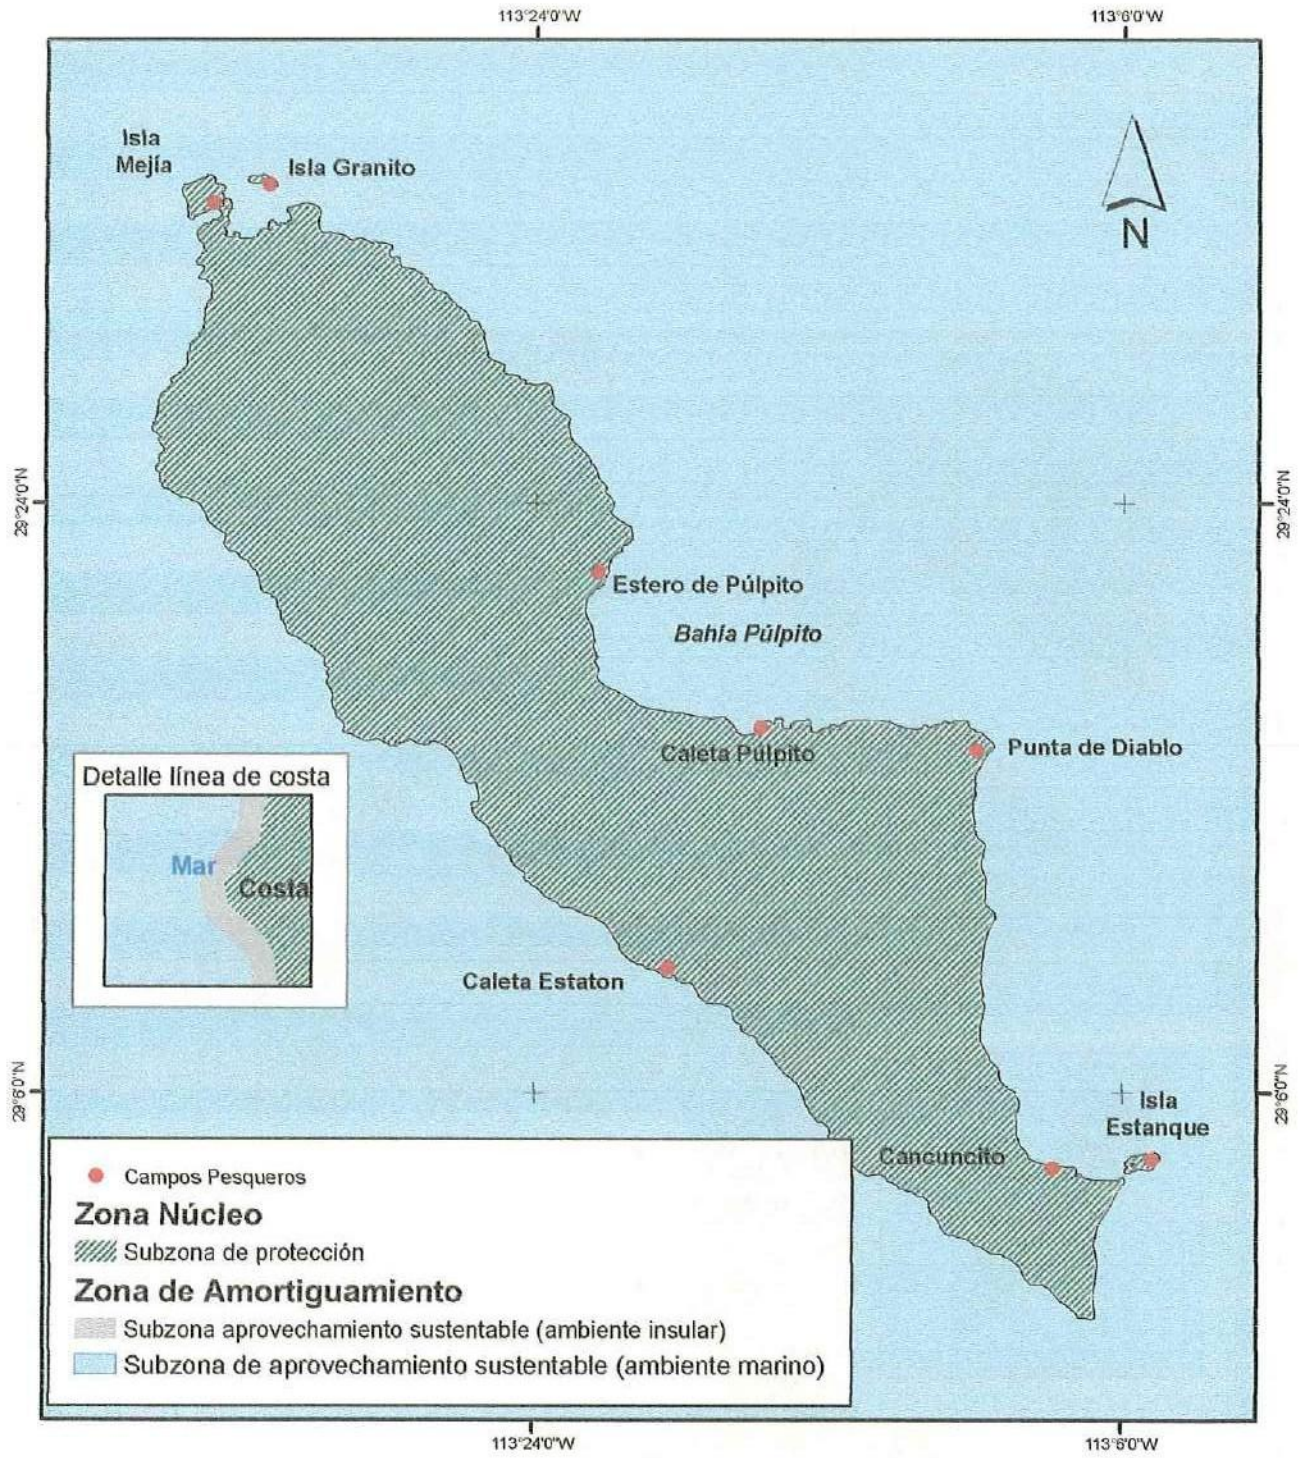 113°24'0"W
113°6'0"W
Isla
Mejía
Isla Granito
N
29°24'0"N
29°24'0"N
Estero de Púlpito
Bahía Púlpito
Caleta Púlpito
Punta de Diablo
Detalle línea de costa
Mar
Costa
Caleta Estaton
29°6'0"N
29°6'0"N
Isla
Estanque
Cancuncito
Campos Pesqueros
Zona Núcleo
Subzona de protección
Zona de Amortiguamiento
Subzona aprovechamiento sustentable (ambiente insular)
Subzona de aprovechamiento sustentable (ambiente marino)
113°24'0"W
113°6'0"W